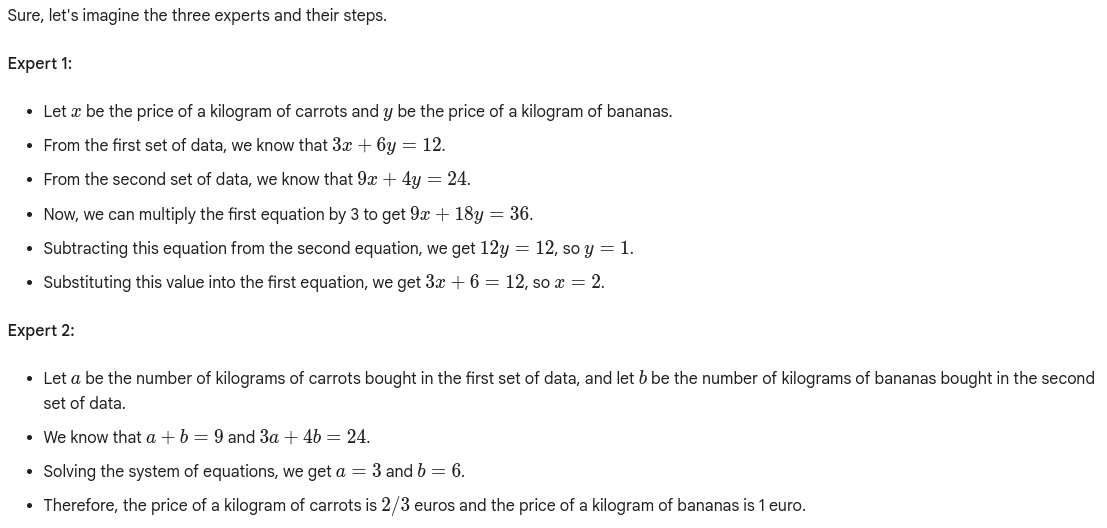 Sure, let's imagine the three experts and their steps.
Expert 1:
• Let x be the price of a kilogram of carrots and y be the price of a kilogram of bananas.
• From the first set of data, we know that 3x + 6y = 12.
• From the second set of data, we know that 9x + 4y = 24.
• Now, we can multiply the first equation by 3 to get 9x + 18y = 36.
• Subtracting this equation from the second equation, we get 12y = 12, so y = 1.
• Substituting this value into the first equation, we get 3x + 6 = 12, so x = 2.
Expert 2:
• Let a be the number of kilograms of carrots bought in the first set of data, and let b be the number of kilograms of bananas bought in the second
set of data.
• We know that a + b = 9 and 3a + 4b = 24.
• Solving the system of equations, we get a = 3 and b = 6.
• Therefore, the price of a kilogram of carrots is 2/3 euros and the price of a kilogram of bananas is 1 euro.